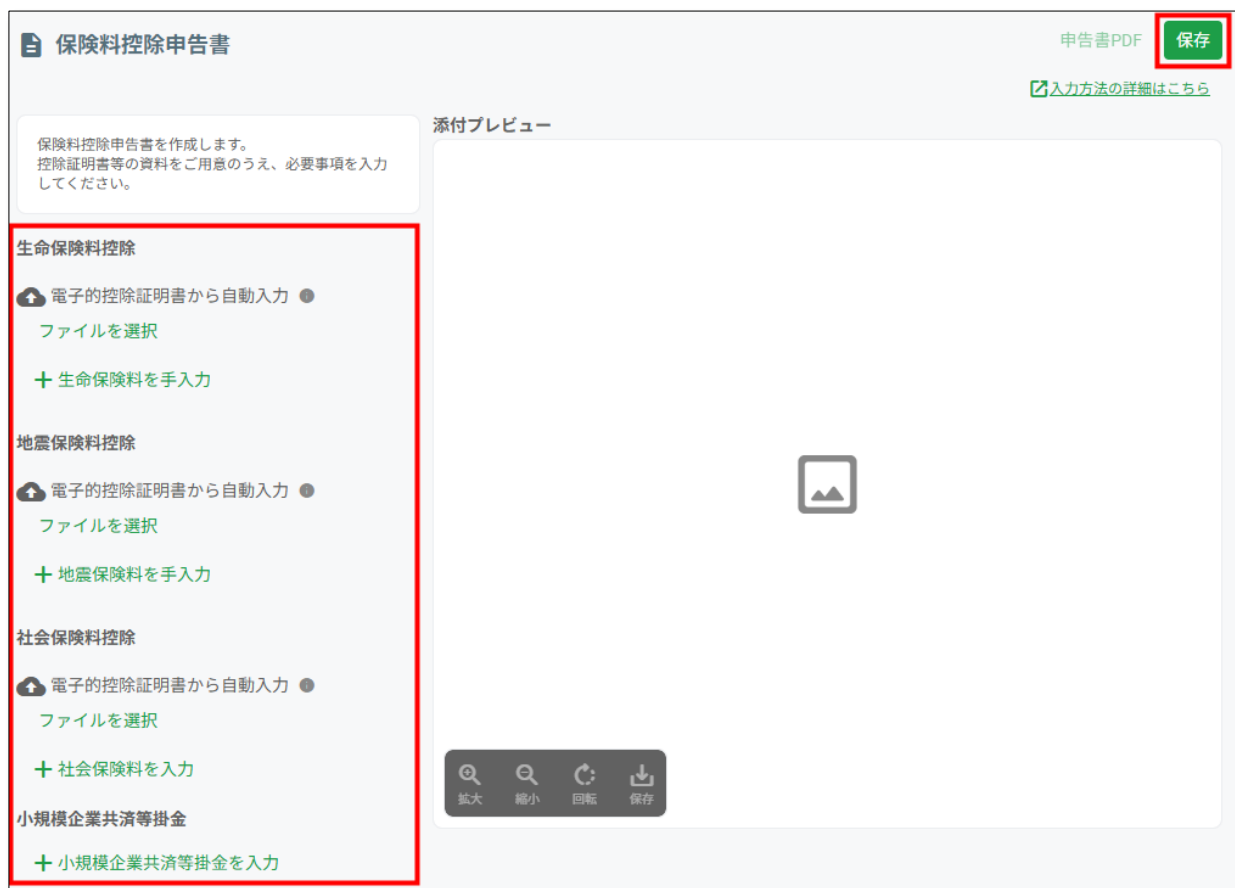 保険料控除申告書
申告書PDF
保存
入力方法の詳細はこちら
保険料控除申告書を作成します。
控除証明書等の資料をご用意のうえ、必要事項を入力
してください。
添付プレビュー
生命保険料控除
電子的控除証明書から自動入力
ファイルを選択
生命保険料を手入力
地震保険料控除
電子的控除証明書から自動入力
ファイルを選択
地震保険料を手入力
社会保険料控除
電子的控除証明書から自動入力
ファイルを選択
社会保険料を入力
小規模企業共済等掛金
小規模企業共済等掛金を入力
拡大
縮小
回転
保存